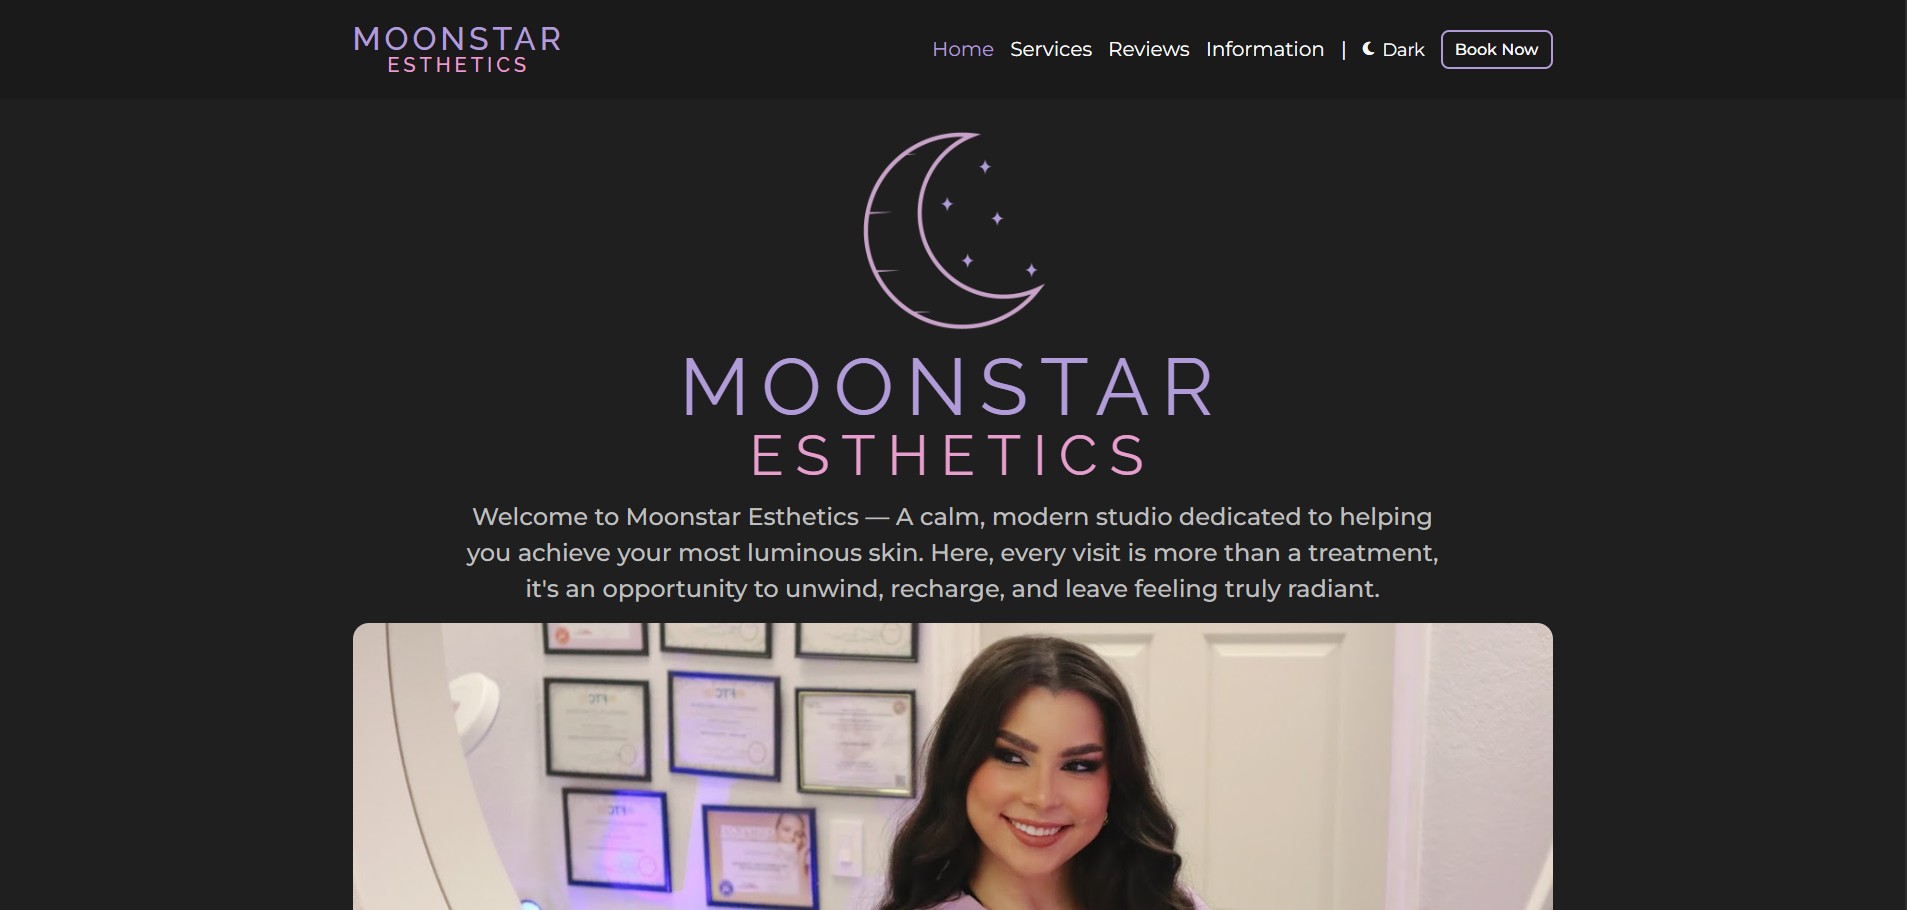 MOONSTAR
ESTHETICS
Home Services Reviews Information | Dark Book Now
MOONSTAR
ESTHETICS
Welcome to Moonstar Esthetics — A calm, modern studio dedicated to helping
you achieve your most luminous skin. Here, every visit is more than a treatment,
it's an opportunity to unwind, recharge, and leave feeling truly radiant.